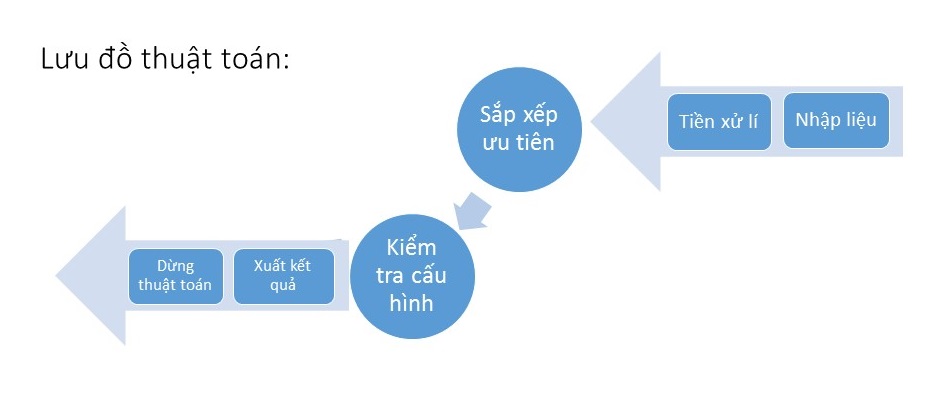 Lưu đồ thuật toán:
Sắp xếp
ưu tiên
Tiền xử lí
Nhập liệu
Kiểm
tra cấu
hình
Dừng
thuật toán
Xuất kết
quả